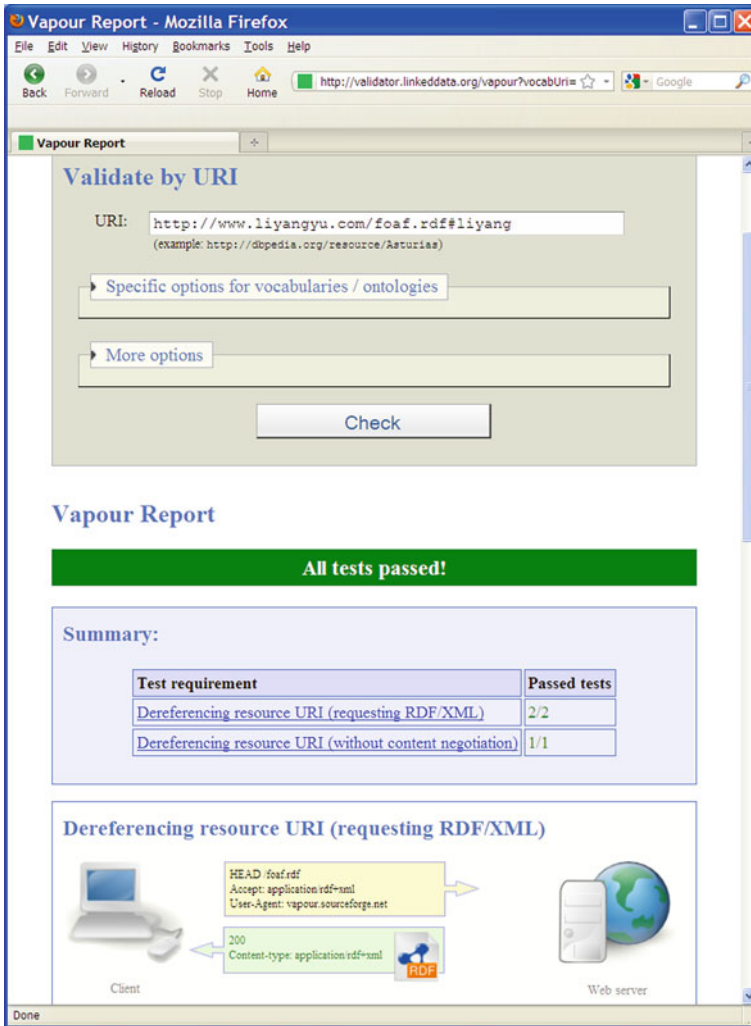 Vapour Report - Mozilla Firefox
File Edit View History Bookmarks Tools Help
Back Forward Reload Stop Home http://validator.linkeddata.org/vapour?vocabUri= Google
Vapour Report
Validate by URI
URI: http://www.liyangyu.com/foaf.rdf#liyang
(example: http://dbpedia.org/resource/Asturias)
Specific options for vocabularies / ontologies
More options
Check
Vapour Report
All tests passed!
Summary:
Test requirement Passed tests
Dereferencing resource URI (requesting RDF/XML) 2/2
Dereferencing resource URI (without content negotiation) 1/1
Dereferencing resource URI (requesting RDF/XML)
HEAD /foaf.rdf
Accept: application/rdf+xml
User-Agent: vapour.sourceforge.net
200
Content-type: application/rdf+xml
RDF
Client Web server
Done